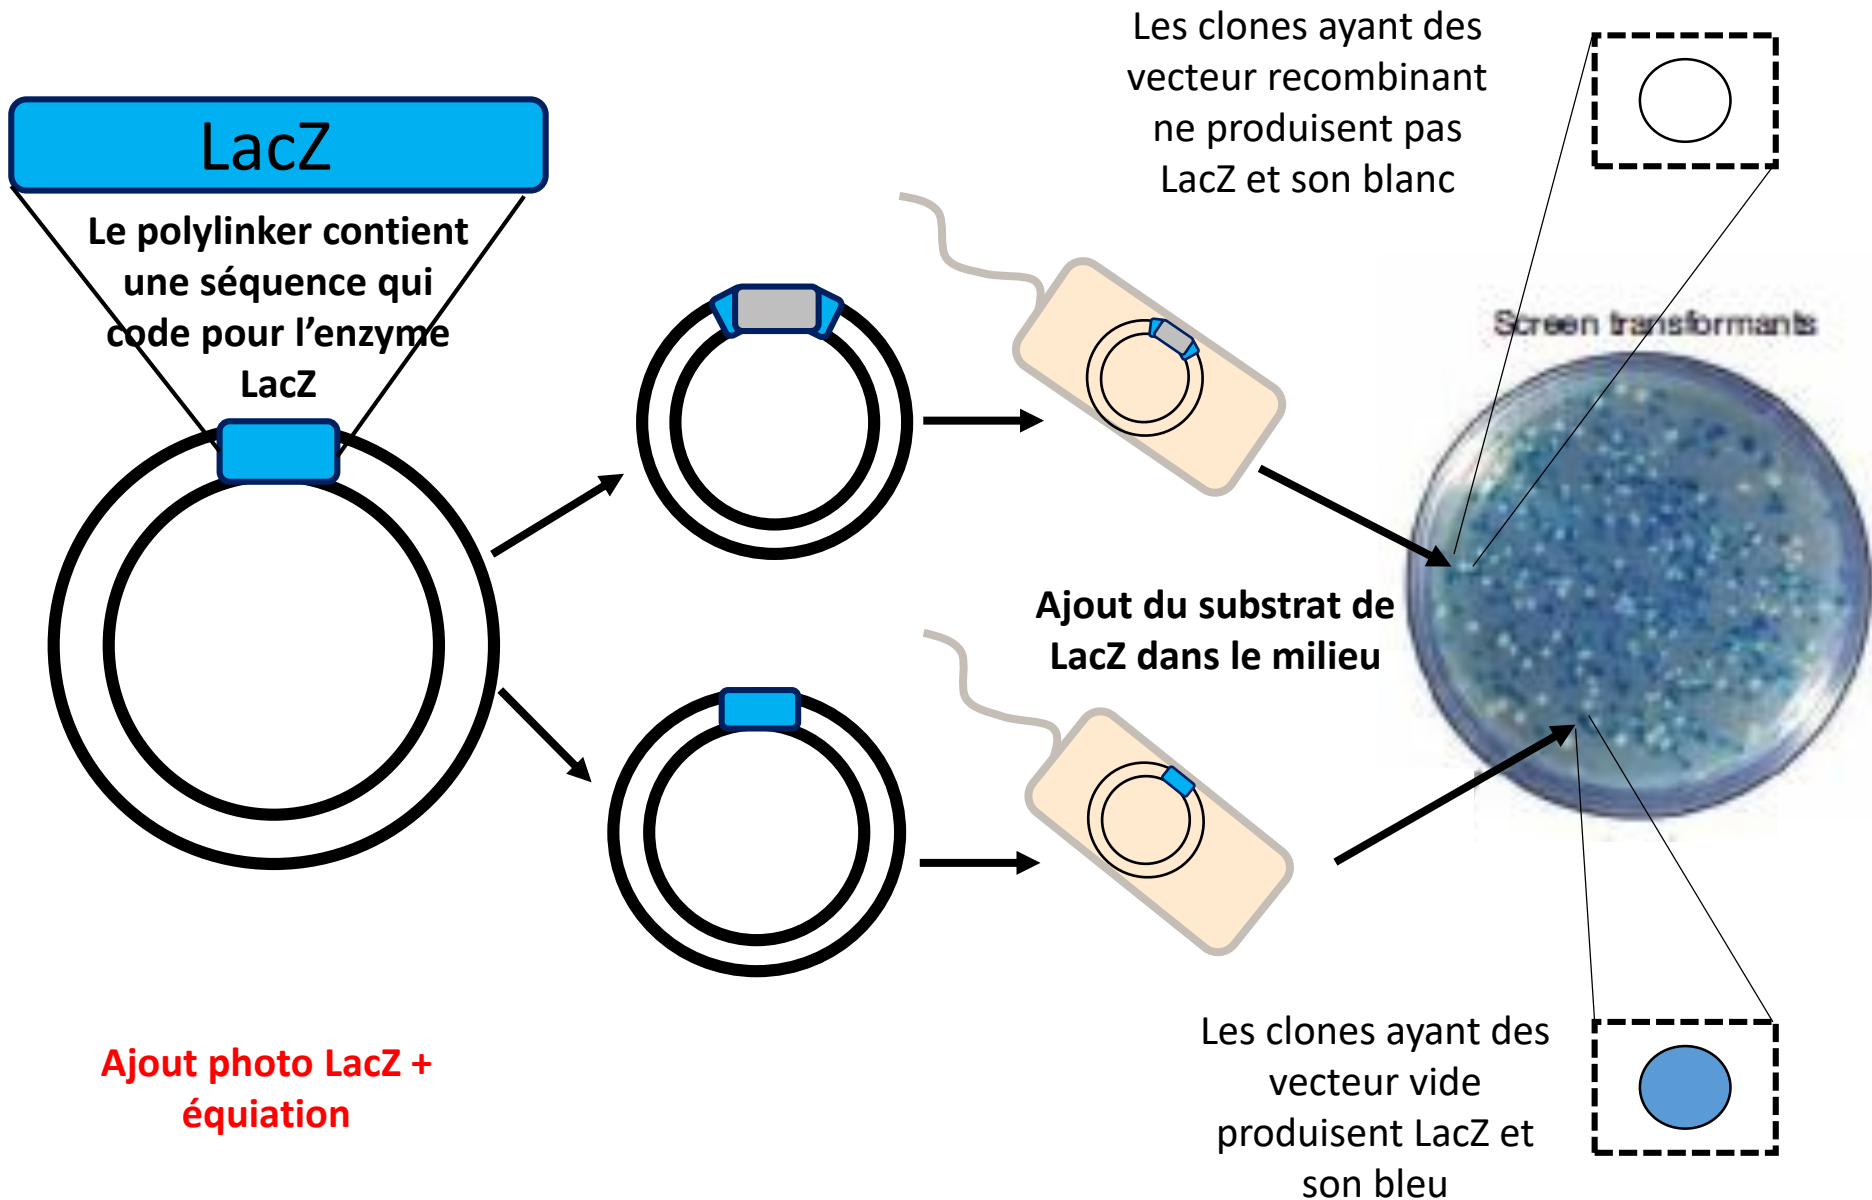 LacZ
Le polylinker contient
une séquence qui
code pour l'enzyme
LacZ
Les clones ayant des
vecteur recombinant
ne produisent pas
LacZ et son blanc
Screen transformants
Ajout du substrat de
LacZ dans le milieu
Ajout photo LacZ +
équiation
Les clones ayant des
vecteur vide
produisent LacZ et
son bleu